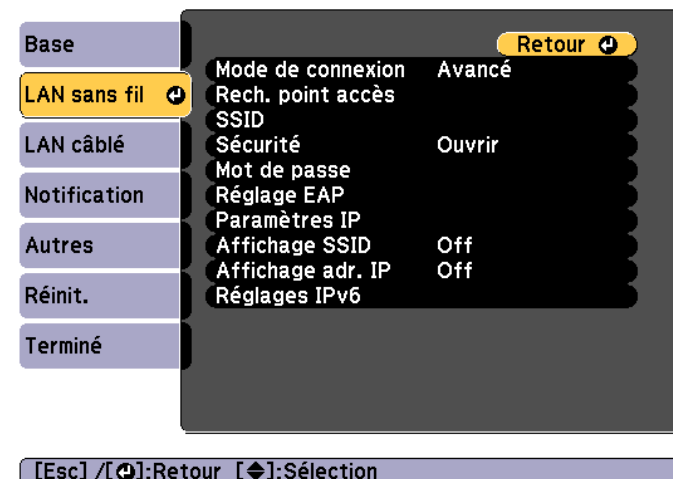 Base
LAN sans fil
LAN câblé
Notification
Autres
Réinit.
Terminé
Retour
Mode de connexion Avancé
Rech. point accès
SSID
Sécurité Ouvrir
Mot de passe
Réglage EAP
Paramètres IP
Affichage SSID Off
Affichage adr. IP Off
Réglages IPv6
[Esc] /[⏎]:Retour [◆]:Sélection